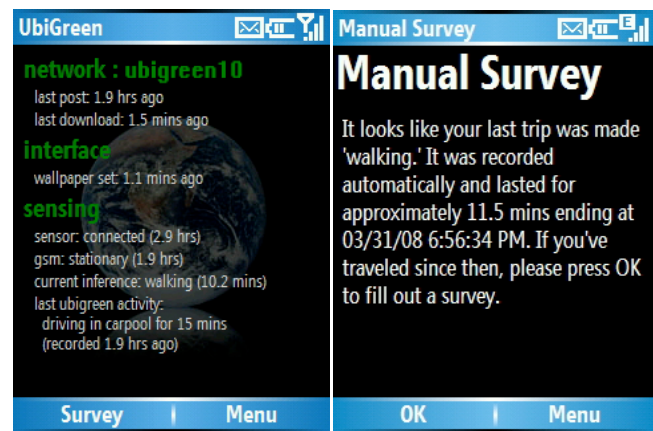 UbiGreen
network : ubigreen10
last post: 1.9 hrs ago
last download: 1.5 mins ago
interface
wallpaper set: 1.1 mins ago
sensing
sensor: connected (2.9 hrs)
gsm: stationary (1.9 hrs)
current inference: walking (10.2 mins)
last ubigreen activity:
driving in carpool for 15 mins
(recorded 1.9 hrs ago)
Survey
Menu
Manual Survey
E
Manual Survey
It looks like your last trip was made
'walking.' It was recorded
automatically and lasted for
approximately 11.5 mins ending at
03/31/08 6:56:34 PM. If you've
traveled since then, please press OK
to fill out a survey.
OK
Menu